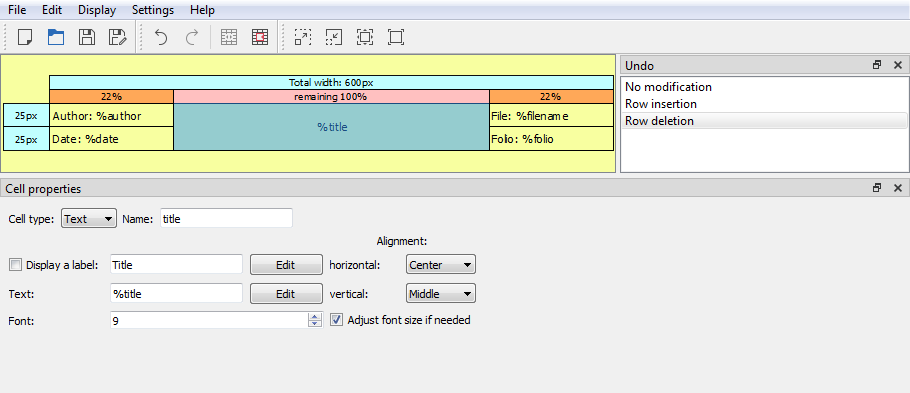 File Edit Display Settings Help
Total width: 600px
22% remaining 100% 22%
25px Author: %author %title File: %filename
25px Date: %date Folio: %folio
Undo
No modification
Row insertion
Row deletion
Cell properties
Cell type: Text Name: title
Alignment:
Display a label: Title Edit horizontal: Center
Text: %title Edit vertical: Middle
Font: 9 Adjust font size if needed